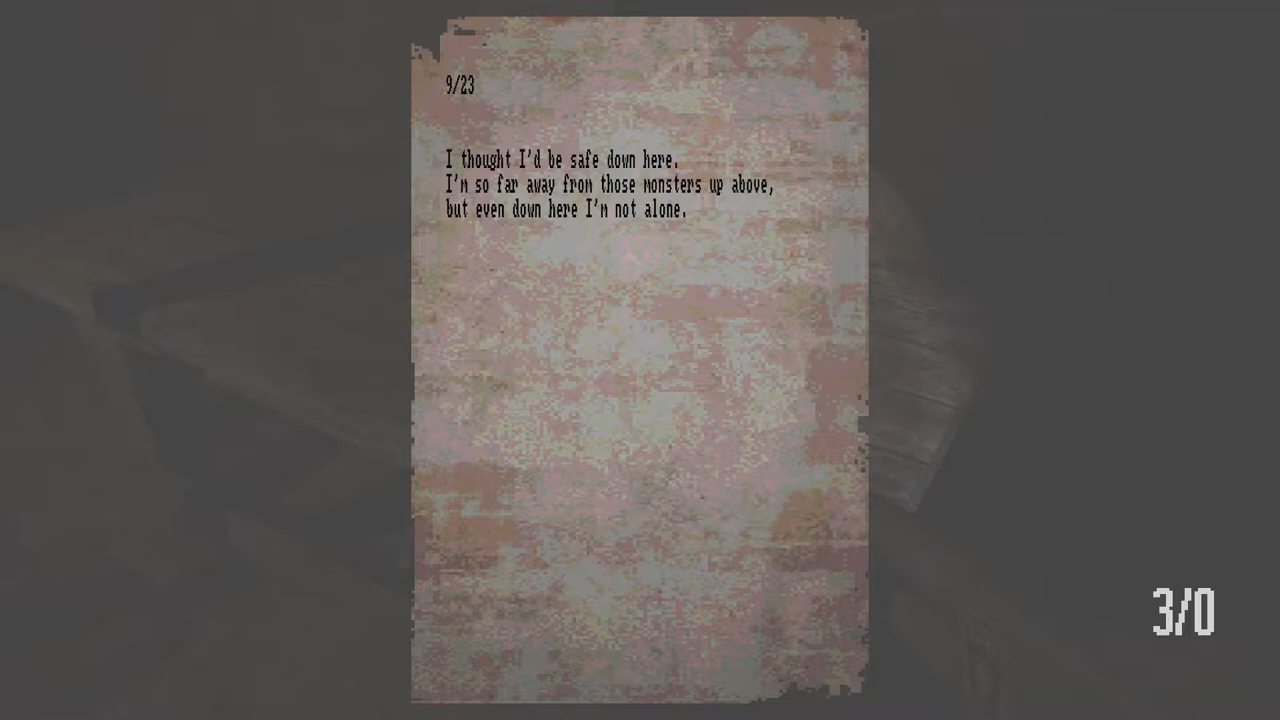 9/23
I thought I'd be safe down here.
I'm so far away from those monsters up above,
but even down here I'm not alone.
3/0